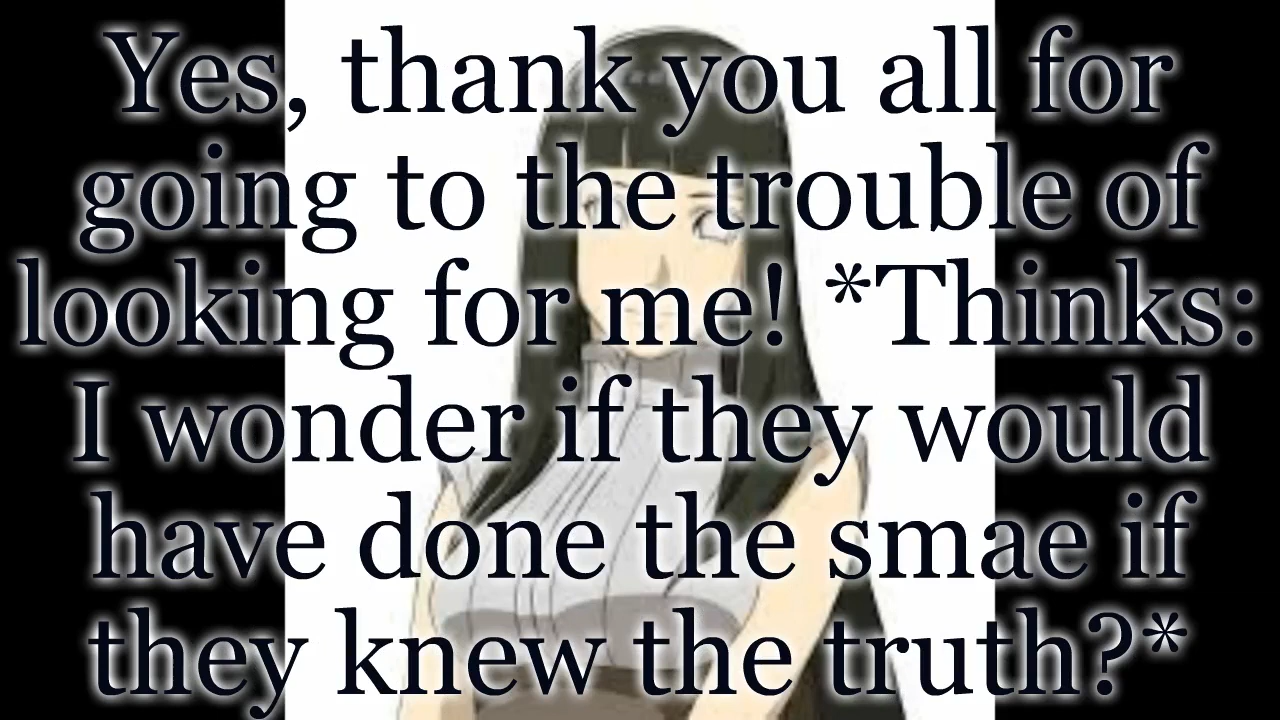 Yes, thank you all for
going to the trouble of
looking for me! *Thinks:
I wonder if they would
have done the smae if
they knew the truth?*